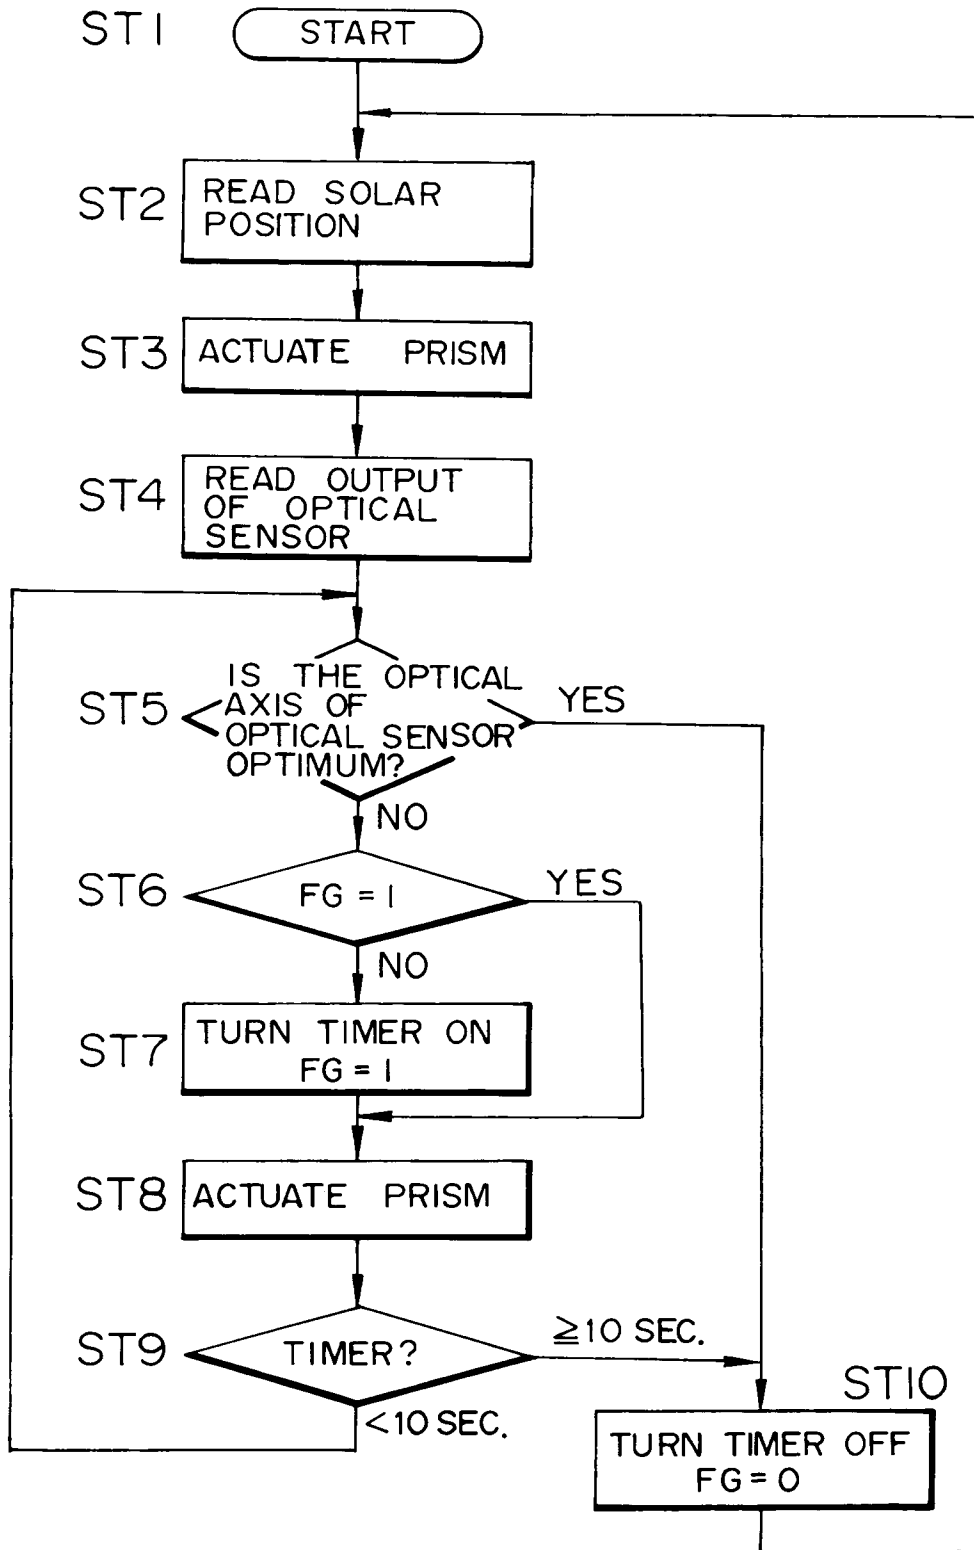 ST1
START
ST2
READ SOLAR
POSITION
ST3
ACTUATE PRISM
ST4
READ OUTPUT
OF OPTICAL
SENSOR
ST5
IS THE OPTICAL
AXIS OF
OPTICAL SENSOR
OPTIMUM?
YES
NO
ST6
FG = 1
YES
NO
ST7
TURN TIMER ON
FG = 1
ST8
ACTUATE PRISM
ST9
TIMER?
≧10 SEC.
<10 SEC.
ST10
TURN TIMER OFF
FG = 0